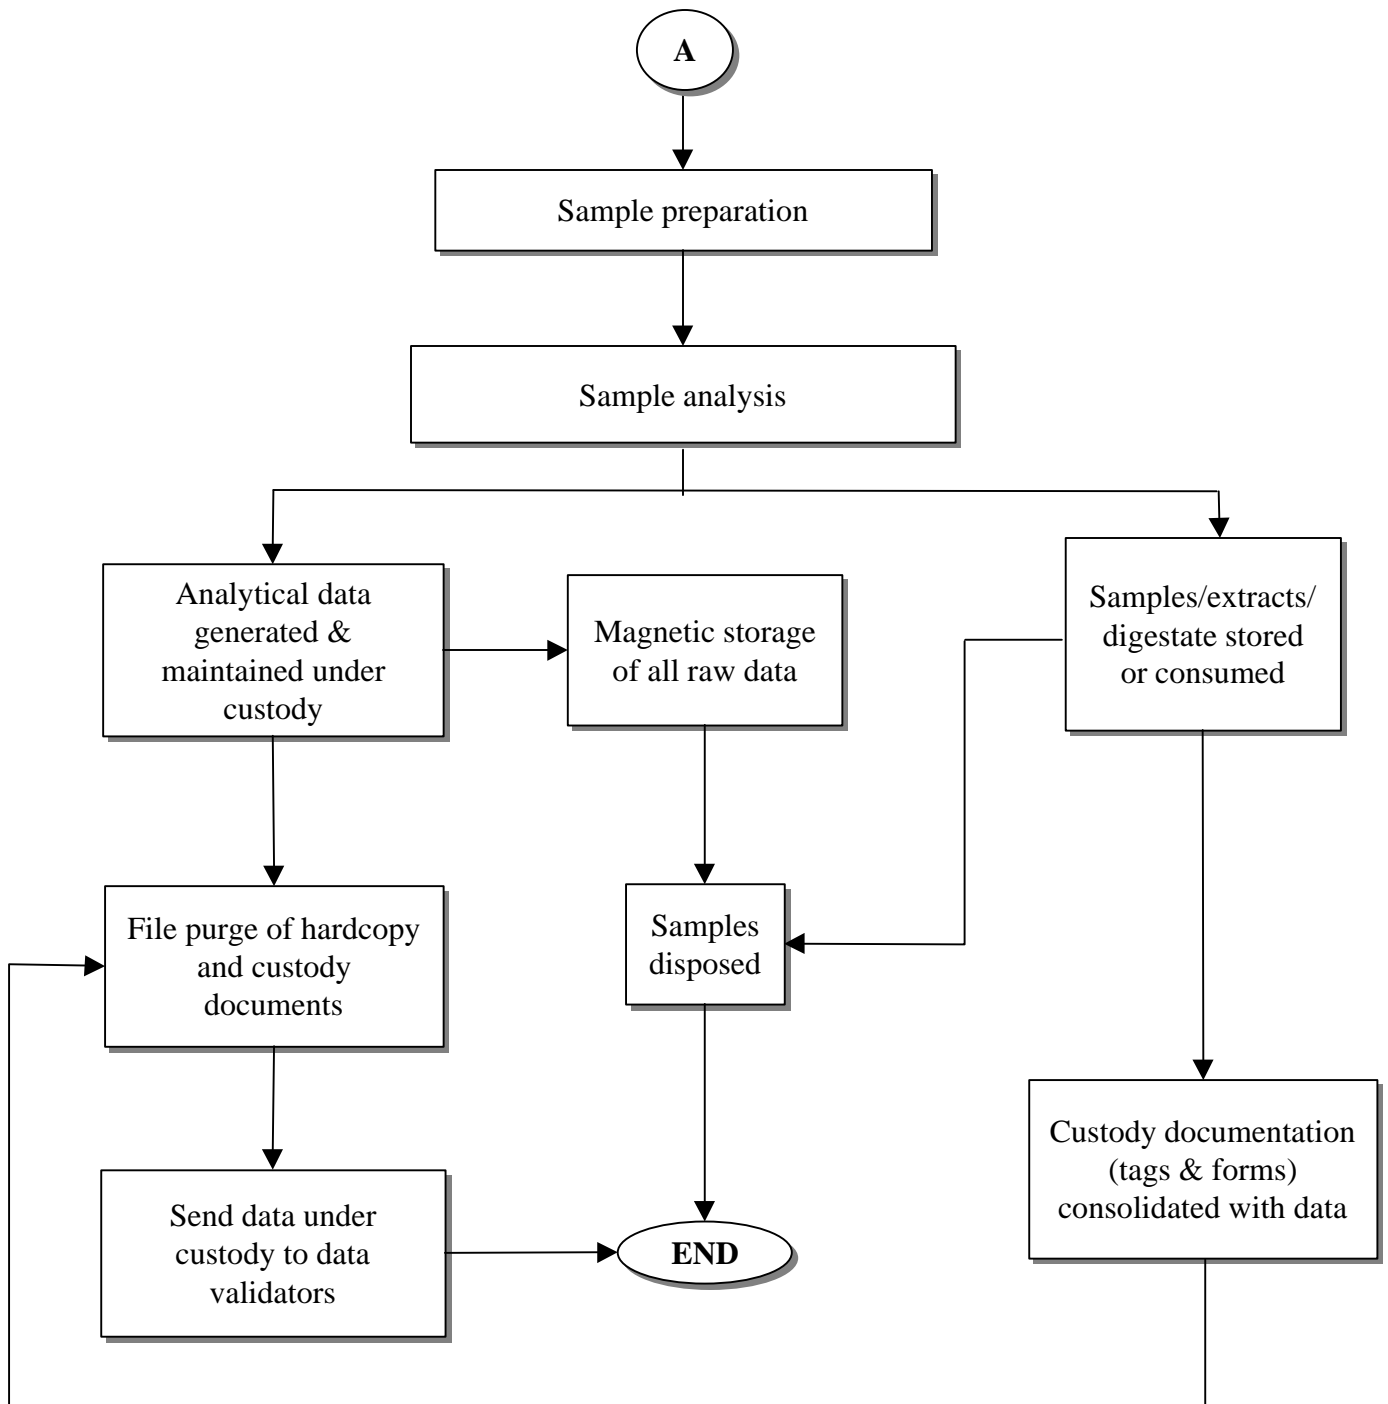 A
Sample preparation
Sample analysis
Analytical data
generated &
maintained under
custody
Magnetic storage
of all raw data
Samples/extracts/
digestate stored
or consumed
File purge of hardcopy
and custody
documents
Samples
disposed
Custody documentation
(tags & forms)
consolidated with data
Send data under
custody to data
validators
END